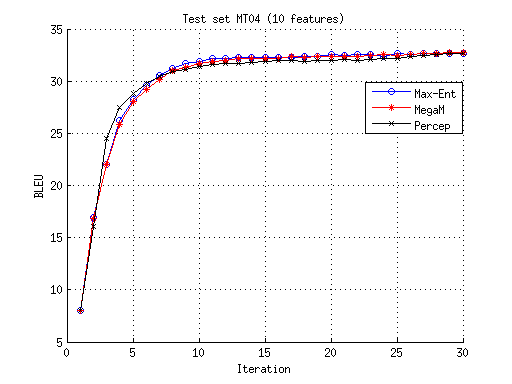 Test set MT04 (10 features)
35
30
25
20
15
10
5
BLEU
Max-Ent
MegaM
Percep
0 5 10 15 20 25 30
Iteration